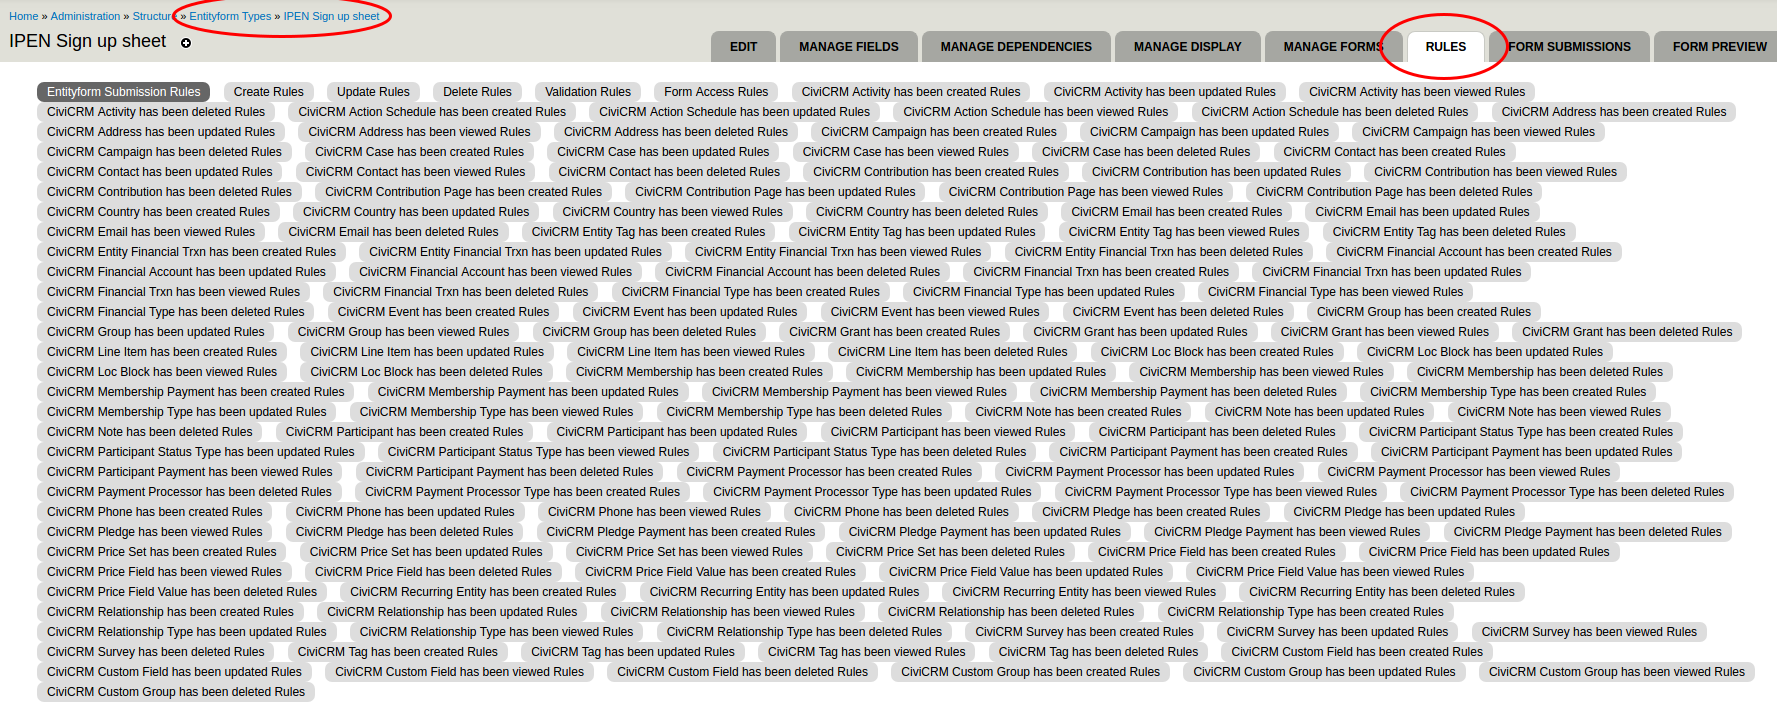 Home » Administration » Structure » Entityform Types » IPEN Sign up sheet
IPEN Sign up sheet
EDIT MANAGE FIELDS MANAGE DEPENDENCIES MANAGE DISPLAY MANAGE FORMS RULES FORM SUBMISSIONS FORM PREVIEW
Entityform Submission Rules Create Rules Update Rules Delete Rules Validation Rules Form Access Rules CiviCRM Activity has been created Rules CiviCRM Activity has been updated Rules CiviCRM Activity has been viewed Rules
CiviCRM Activity has been deleted Rules CiviCRM Action Schedule has been created Rules CiviCRM Action Schedule has been updated Rules CiviCRM Action Schedule has been viewed Rules CiviCRM Action Schedule has been deleted Rules CiviCRM Address has been created Rules
CiviCRM Address has been updated Rules CiviCRM Address has been viewed Rules CiviCRM Address has been deleted Rules CiviCRM Campaign has been created Rules CiviCRM Campaign has been updated Rules CiviCRM Campaign has been viewed Rules
CiviCRM Campaign has been deleted Rules CiviCRM Case has been created Rules CiviCRM Case has been updated Rules CiviCRM Case has been viewed Rules CiviCRM Case has been deleted Rules CiviCRM Contact has been created Rules
CiviCRM Contact has been updated Rules CiviCRM Contact has been viewed Rules CiviCRM Contact has been deleted Rules CiviCRM Contribution has been created Rules CiviCRM Contribution has been updated Rules CiviCRM Contribution has been viewed Rules
CiviCRM Contribution has been deleted Rules CiviCRM Contribution Page has been created Rules CiviCRM Contribution Page has been updated Rules CiviCRM Contribution Page has been viewed Rules CiviCRM Contribution Page has been deleted Rules
CiviCRM Country has been created Rules CiviCRM Country has been updated Rules CiviCRM Country has been viewed Rules CiviCRM Country has been deleted Rules CiviCRM Email has been created Rules CiviCRM Email has been updated Rules
CiviCRM Email has been viewed Rules CiviCRM Email has been deleted Rules CiviCRM Entity Tag has been created Rules CiviCRM Entity Tag has been updated Rules CiviCRM Entity Tag has been viewed Rules CiviCRM Entity Tag has been deleted Rules
CiviCRM Entity Financial Trxn has been created Rules CiviCRM Entity Financial Trxn has been updated Rules CiviCRM Entity Financial Trxn has been viewed Rules CiviCRM Entity Financial Trxn has been deleted Rules CiviCRM Financial Account has been created Rules
CiviCRM Financial Account has been updated Rules CiviCRM Financial Account has been viewed Rules CiviCRM Financial Account has been deleted Rules CiviCRM Financial Trxn has been created Rules CiviCRM Financial Trxn has been updated Rules
CiviCRM Financial Trxn has been viewed Rules CiviCRM Financial Trxn has been deleted Rules CiviCRM Financial Type has been created Rules CiviCRM Financial Type has been updated Rules CiviCRM Financial Type has been viewed Rules
CiviCRM Financial Type has been deleted Rules CiviCRM Event has been created Rules CiviCRM Event has been updated Rules CiviCRM Event has been viewed Rules CiviCRM Event has been deleted Rules CiviCRM Group has been created Rules
CiviCRM Group has been updated Rules CiviCRM Group has been viewed Rules CiviCRM Group has been deleted Rules CiviCRM Grant has been created Rules CiviCRM Grant has been updated Rules CiviCRM Grant has been viewed Rules CiviCRM Grant has been deleted Rules
CiviCRM Line Item has been created Rules CiviCRM Line Item has been updated Rules CiviCRM Line Item has been viewed Rules CiviCRM Line Item has been deleted Rules CiviCRM Loc Block has been created Rules CiviCRM Loc Block has been updated Rules
CiviCRM Loc Block has been viewed Rules CiviCRM Loc Block has been deleted Rules CiviCRM Membership has been created Rules CiviCRM Membership has been updated Rules CiviCRM Membership has been viewed Rules CiviCRM Membership has been deleted Rules
CiviCRM Membership Payment has been created Rules CiviCRM Membership Payment has been updated Rules CiviCRM Membership Payment has been viewed Rules CiviCRM Membership Payment has been deleted Rules CiviCRM Membership Type has been created Rules
CiviCRM Membership Type has been updated Rules CiviCRM Membership Type has been viewed Rules CiviCRM Membership Type has been deleted Rules CiviCRM Note has been created Rules CiviCRM Note has been updated Rules CiviCRM Note has been viewed Rules
CiviCRM Note has been deleted Rules CiviCRM Participant has been created Rules CiviCRM Participant has been updated Rules CiviCRM Participant has been viewed Rules CiviCRM Participant has been deleted Rules CiviCRM Participant Status Type has been created Rules
CiviCRM Participant Status Type has been updated Rules CiviCRM Participant Status Type has been viewed Rules CiviCRM Participant Status Type has been deleted Rules CiviCRM Participant Payment has been created Rules CiviCRM Participant Payment has been updated Rules
CiviCRM Participant Payment has been viewed Rules CiviCRM Participant Payment has been deleted Rules CiviCRM Payment Processor has been created Rules CiviCRM Payment Processor has been updated Rules CiviCRM Payment Processor has been viewed Rules
CiviCRM Payment Processor has been deleted Rules CiviCRM Payment Processor Type has been created Rules CiviCRM Payment Processor Type has been updated Rules CiviCRM Payment Processor Type has been viewed Rules CiviCRM Payment Processor Type has been deleted Rules
CiviCRM Phone has been created Rules CiviCRM Phone has been updated Rules CiviCRM Phone has been viewed Rules CiviCRM Phone has been deleted Rules CiviCRM Pledge has been created Rules CiviCRM Pledge has been updated Rules
CiviCRM Pledge has been viewed Rules CiviCRM Pledge has been deleted Rules CiviCRM Pledge Payment has been created Rules CiviCRM Pledge Payment has been updated Rules CiviCRM Pledge Payment has been viewed Rules CiviCRM Pledge Payment has been deleted Rules
CiviCRM Price Set has been created Rules CiviCRM Price Set has been updated Rules CiviCRM Price Set has been viewed Rules CiviCRM Price Set has been deleted Rules CiviCRM Price Field has been created Rules CiviCRM Price Field has been updated Rules
CiviCRM Price Field has been viewed Rules CiviCRM Price Field has been deleted Rules CiviCRM Price Field Value has been created Rules CiviCRM Price Field Value has been updated Rules CiviCRM Price Field Value has been viewed Rules
CiviCRM Price Field Value has been deleted Rules CiviCRM Recurring Entity has been created Rules CiviCRM Recurring Entity has been updated Rules CiviCRM Recurring Entity has been viewed Rules CiviCRM Recurring Entity has been deleted Rules
CiviCRM Relationship has been created Rules CiviCRM Relationship has been updated Rules CiviCRM Relationship has been viewed Rules CiviCRM Relationship has been deleted Rules CiviCRM Relationship Type has been created Rules
CiviCRM Relationship Type has been updated Rules CiviCRM Relationship Type has been viewed Rules CiviCRM Relationship Type has been deleted Rules CiviCRM Survey has been created Rules CiviCRM Survey has been updated Rules CiviCRM Survey has been viewed Rules
CiviCRM Survey has been deleted Rules CiviCRM Tag has been created Rules CiviCRM Tag has been updated Rules CiviCRM Tag has been viewed Rules CiviCRM Tag has been deleted Rules CiviCRM Custom Field has been created Rules
CiviCRM Custom Field has been updated Rules CiviCRM Custom Field has been viewed Rules CiviCRM Custom Field has been deleted Rules CiviCRM Custom Group has been created Rules CiviCRM Custom Group has been updated Rules CiviCRM Custom Group has been viewed Rules
CiviCRM Custom Group has been deleted Rules